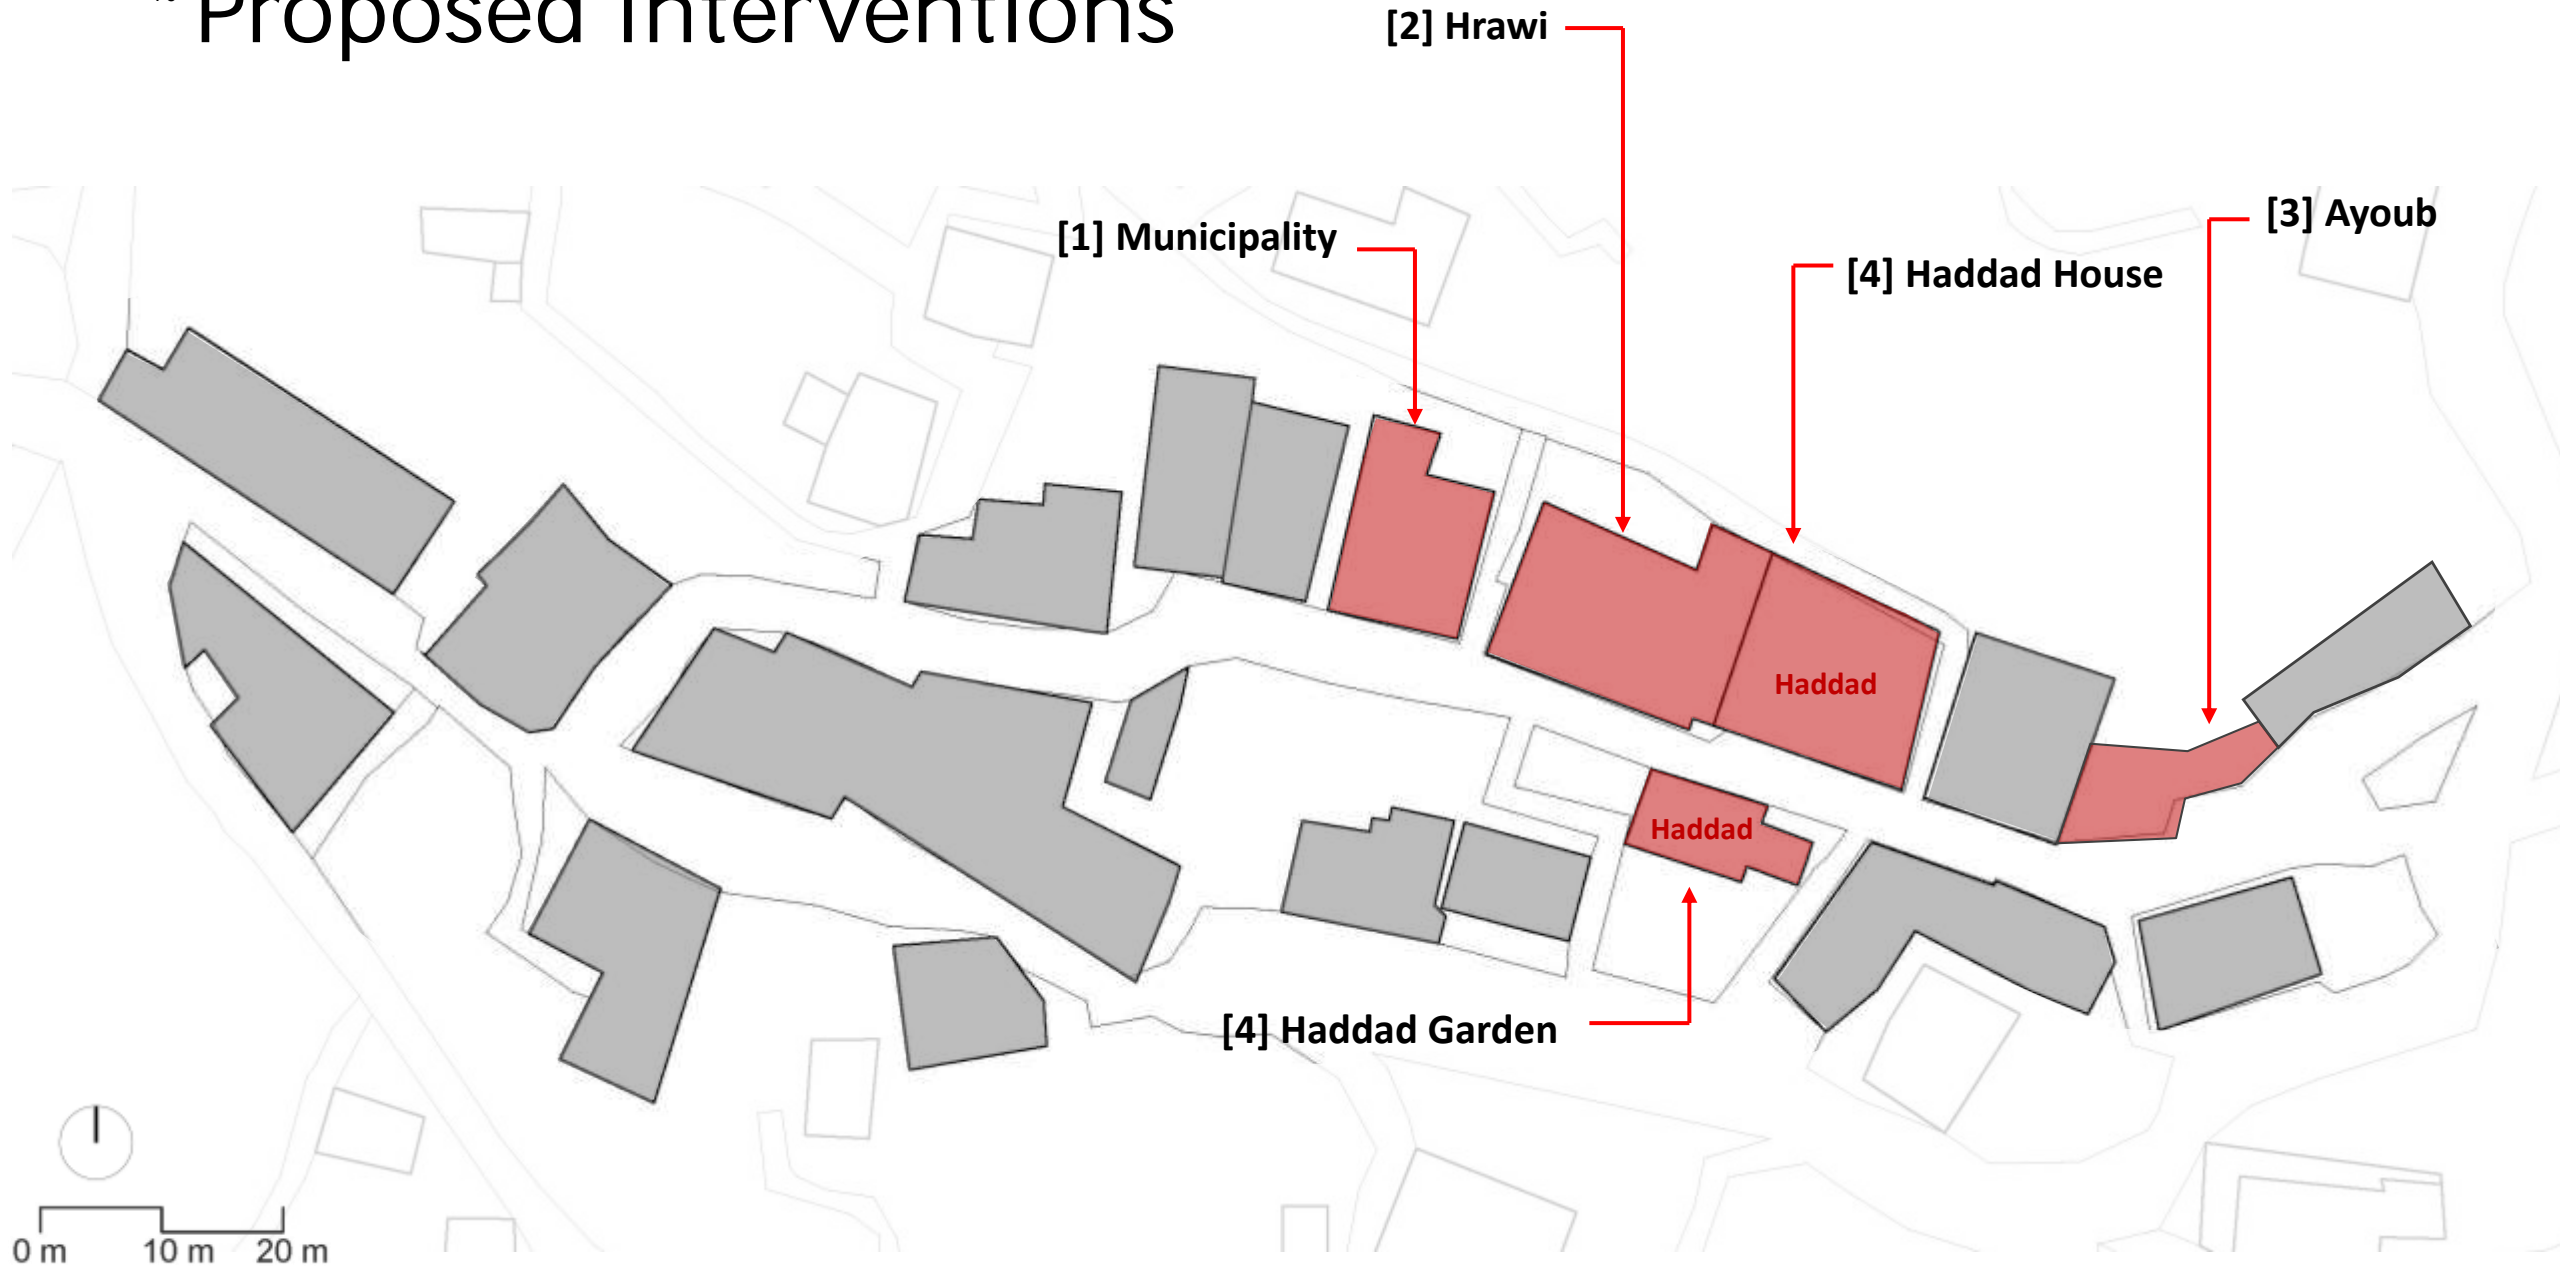 "Proposed Interventions
[2] Hrawi
[1] Municipality
[3] Ayoub
[4] Haddad House
Haddad
Haddad
[4] Haddad Garden
0 m 10 m 20 m